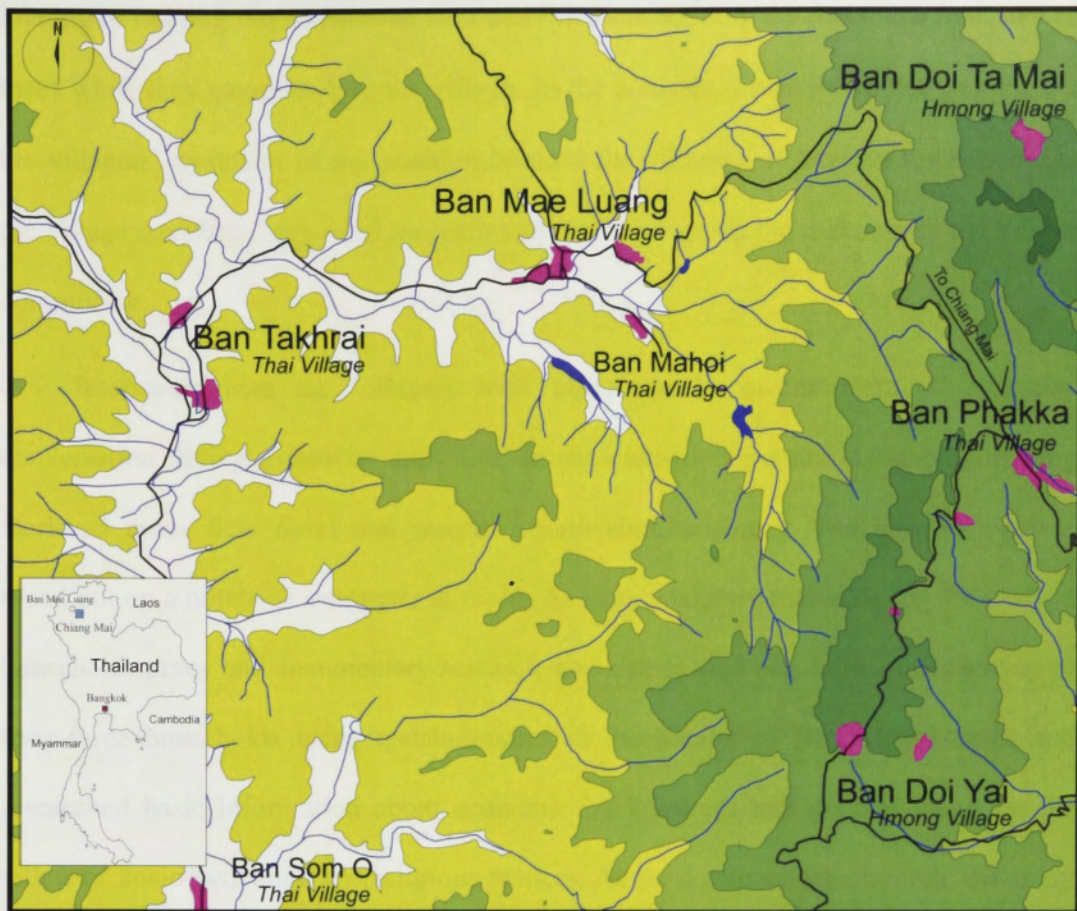 N
Ban Doi Ta Mai
Hmong Village
Ban Mae Luang
Thai Village
To Chiang Mai
Ban Takhrai
Thai Village
Ban Mahoi
Thai Village
Ban Phakka
Thai Village
Ban Mae Luang
Laos
Chiang Mai
Thailand
Bangkok
Cambodia
Myammar
Ban Doi Yai
Hmong Village
Ban Som O
Thai Village